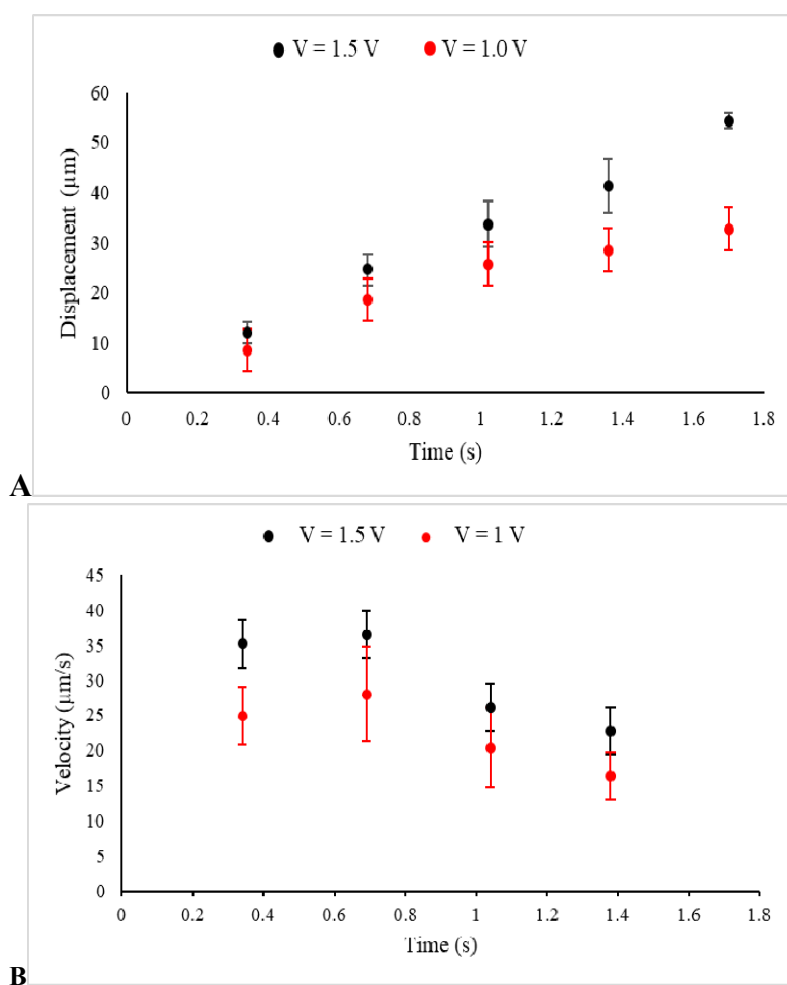 V = 1.5 V V = 1.0 V
60
50
40
30
20
10
0
0 0.2 0.4 0.6 0.8 1 1.2 1.4 1.6 1.8
Displacement (μm)
Time (s)
A
V = 1.5 V V = 1 V
45
40
35
30
25
20
15
10
5
0
0 0.4 0.6 0.8 1 1.2 1.4 1.6 1.8
Velocity (μm/s)
Time (s)
B